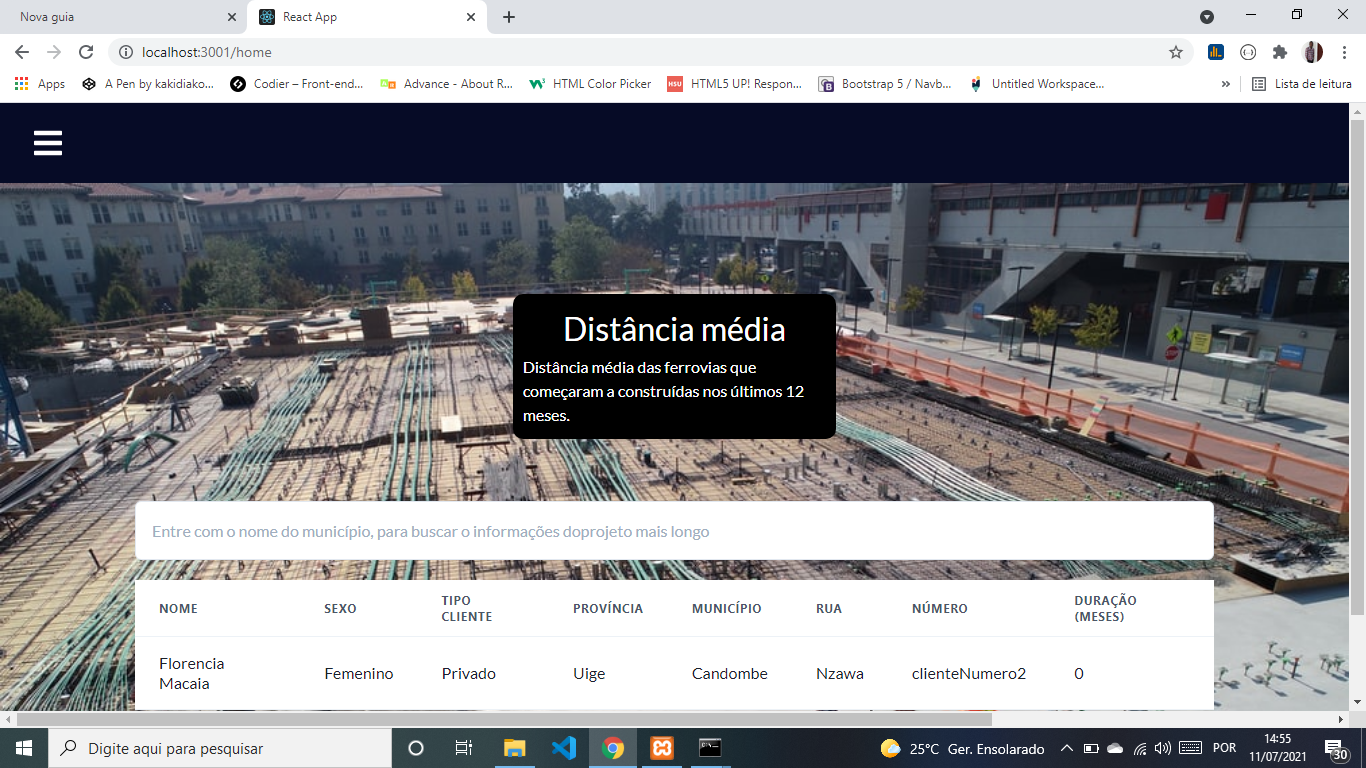 Nova guia
React App
localhost:3001/home
Apps
A Pen by kakidiako...
Codier – Front-end...
Advance - About R...
HTML Color Picker
HTML5 UP! Respon...
Bootstrap 5 / Navb...
Untitled Workspace...
Lista de leitura
Distância média
Distância média das ferrovias que
começaram a construídas nos últimos 12
meses.
Entre com o nome do município, para buscar o informações doprojeto mais longo
NOME SEXO TIPO CLIENTE PROVÍNCIA MUNICÍPIO RUA NÚMERO DURAÇÃO (MESES)
Florencia Macaia Femenino Privado Uige Candombe Nzawa clienteNumero2 0
Digite aqui para pesquisar
25°C Ger. Ensolarado
POR
14:55
11/07/2021
30